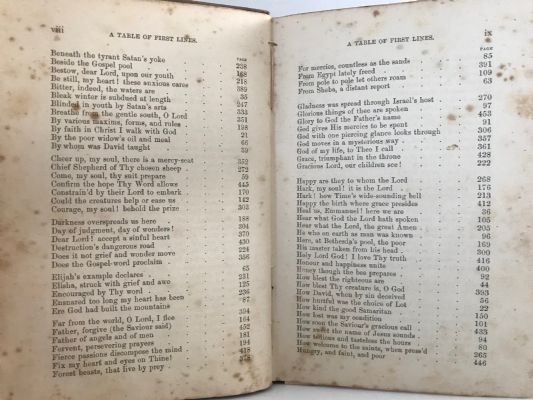 viii A TABLE OF FIRST LINES.
PAGE
Beneath the tyrant Satan's yoke
Beside the Gospel pool 238
Bestow, dear Lord, upon our youth 168
Be still, my heart! these anxious cares 218
Bitter, indeed, the waters are 389
Bleak winter is subdued at length 35
Blinded in youth by Satan's arts 333
Breathe from the gentle south, O Lord 351
By various maxims, forms, and rules 198
By faith in Christ I walk with God 21
By the poor widow's oil and meal 66
By whom was David taught
Cheer up, my soul, there is a mercy-seat 352
Chief Shepherd of Thy chosen sheep 272
Come, my soul, thy suit prepare 59
Confirm the hope Thy Word allows 445
Constrain'd by their Lord to embark 170
Could the creatures help or ease us 142
Courage, my soul! behold the prize 303
Darkness overspreads us here 188
Day of judgment, day of wonders! 304
Dear Lord! accept a sinful heart 370
Destruction's dangerous road 430
Does it not grief and wonder move 224
Does the Gospel-word proclaim 356
Elijah's example declares 65
Elisha, struck with grief and awe 231
Encouraged by Thy Word 125
Ensnared too long my heart has been 236
Ere God had built the mountains 87
394
Far from the world, O Lord, I flee 164
Father, forgive (the Saviour said) 452
Father of angels and of men 181
Fervent, persevering prayers 194
Fierce passions discompose the mind 418
Fix my heart and eyes on Thine! 378
Forest beasts, that live by prey
A TABLE OF FIRST LINES. ix
PAGE
For mercies, countless as the sands 85
From Egypt lately freed 391
From pole to pole let others roam 109
From Sheba, a distant report 63
Gladness was spread through Israel's host 270
Glorious things of thee are spoken 97
Glory to God the Father's name 453
God gives His mercies to be spent 91
God with one piercing glance looks through 306
God moves in a mysterious way 357
God of my life, to Thee I call 361
Grace, triumphant in the throne 428
Gracious Lord, our children see! 222
Happy are they to whom the Lord 268
Hark, my soul! it is the Lord 176
Hark! how Time's wide-sounding bell 213
Happy the birth where grace presides 412
Heal us, Emmanuel! here we are 36
Hear what God the Lord hath spoken 105
Hear what the Lord, the great Amen 205
He who on earth as man was known 96
Here, at Bethesda's pool, the poor 169
His master taken from his head 300
Holy Lord God! I love Thy truth 416
Honour and happiness unite 400
Honey though the bee prepares 92
How blest the righteous are 44
How blest Thy creature is, O God 393
How David, when by sin deceived 56
How hurtful was the choice of Lot 22
How kind the good Samaritan 150
How lost was my condition 101
How soon the Saviour's gracious call 433
How sweet the name of Jesus sounds 94
How tedious and tasteless the hours 80
How welcome to the saints, when press'd 265
Hungry, and faint, and poor 446